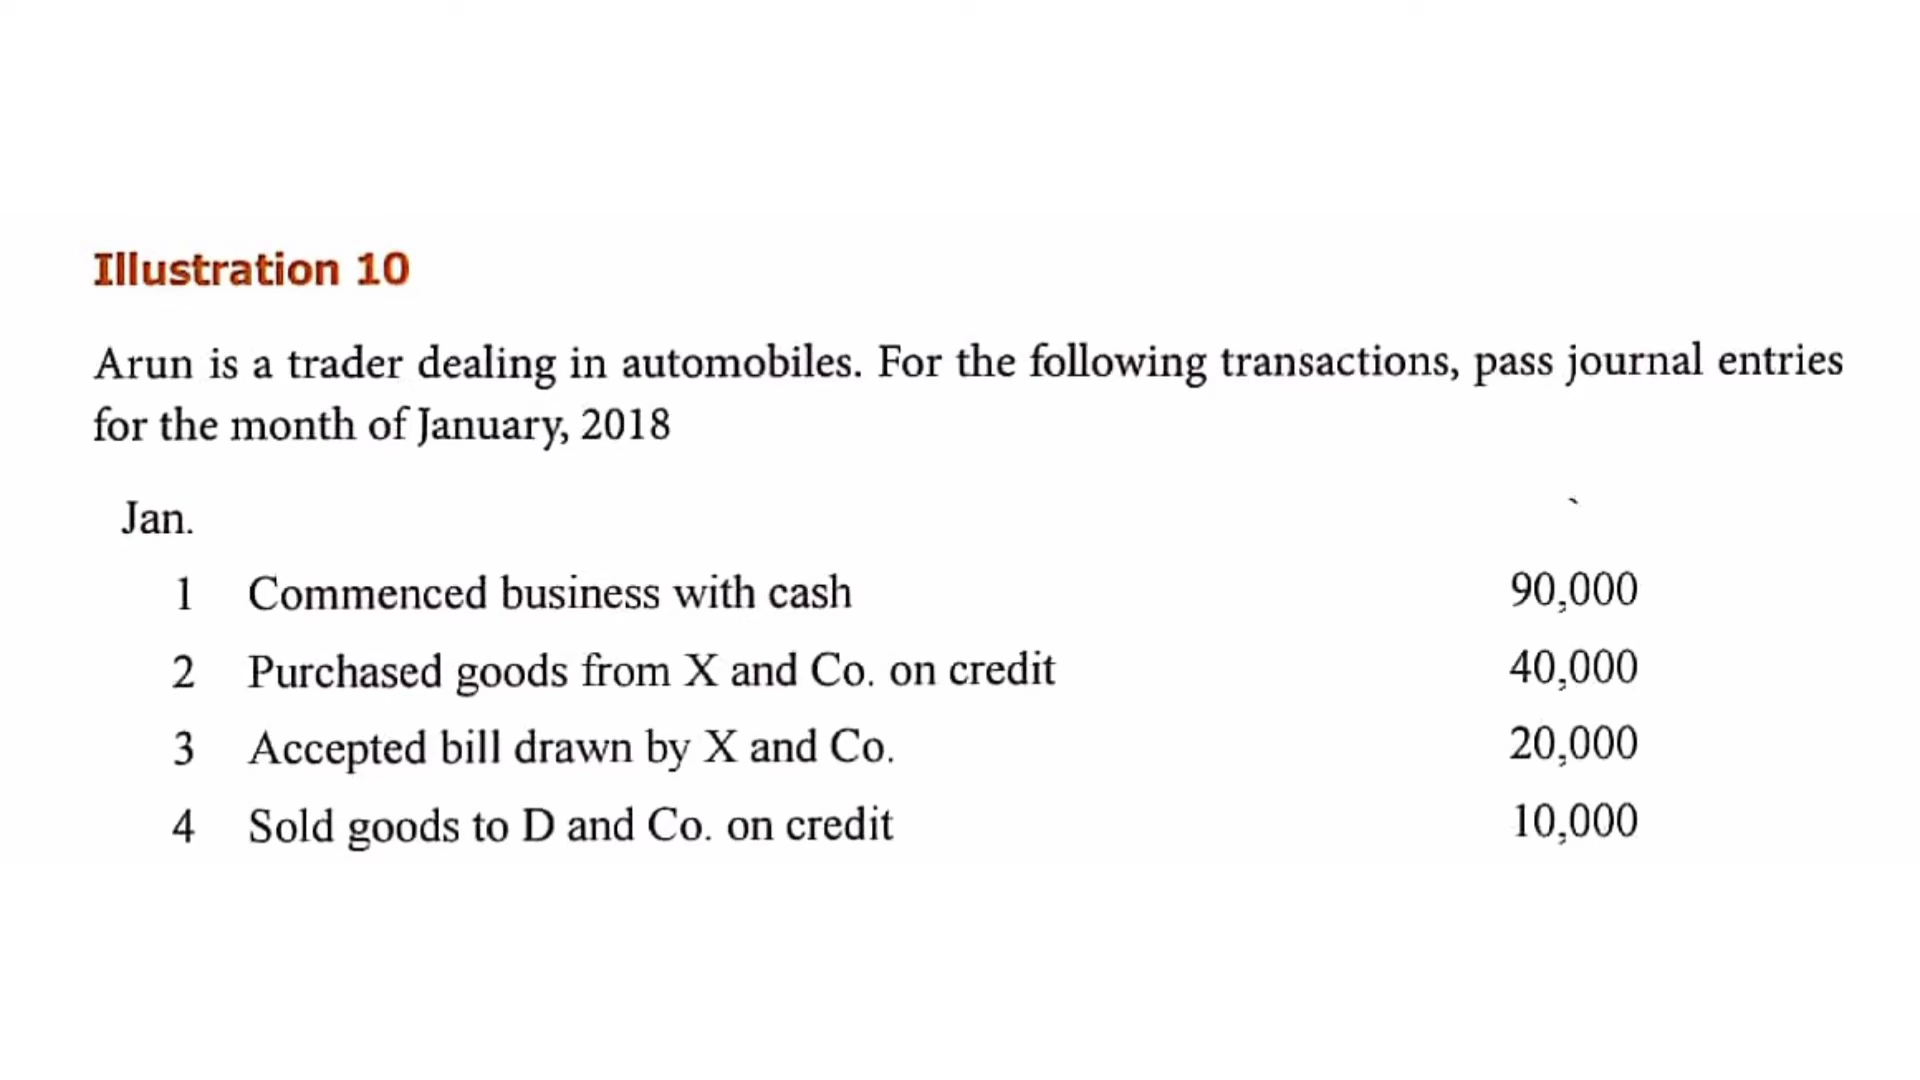 Illustration 10
Arun is a trader dealing in automobiles. For the following transactions, pass journal entries
for the month of January, 2018
Jan. `
1 Commenced business with cash 90,000
2 Purchased goods from X and Co. on credit 40,000
3 Accepted bill drawn by X and Co. 20,000
4 Sold goods to D and Co. on credit 10,000